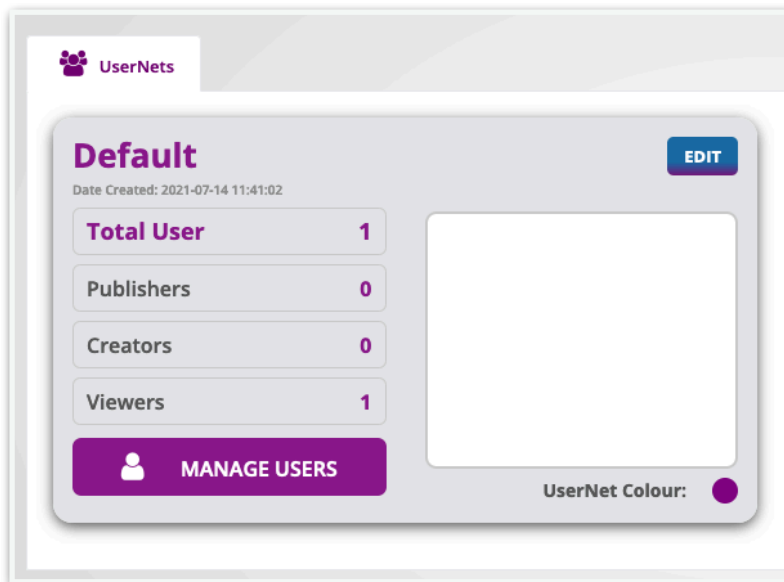 UserNets
Default
EDIT
Date Created: 2021-07-14 11:41:02
Total User 1
Publishers 0
Creators 0
Viewers 1
MANAGE USERS
UserNet Colour: